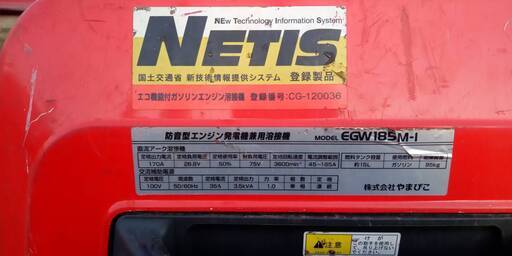 NEw Technology Information System
NETIS
国土交通省 新技術情報提供システム 登録製品
エコ機能付ガソリンエンジン溶接機 登録番号:CG-120036
防音型エンジン発電機兼用溶接機 MODEL EGW185M-I
直流アーク溶接機
定格出力電流 定格負荷電圧 定格使用率 無負荷電圧 定格回転速度 電流調整範囲 燃料タンク容量 使用燃料 乾燥質量
170A 26.8V 50% 75V 3600min⁻¹ 45~185A 約15L ガソリン 95kg
交流補助電源
定格電圧 周波数 定格電流 定格出力 力率 相数 定格
100V 50/60Hz 35A 3.5kVA 1.0 単相 連続
株式会社やまびこ
注意